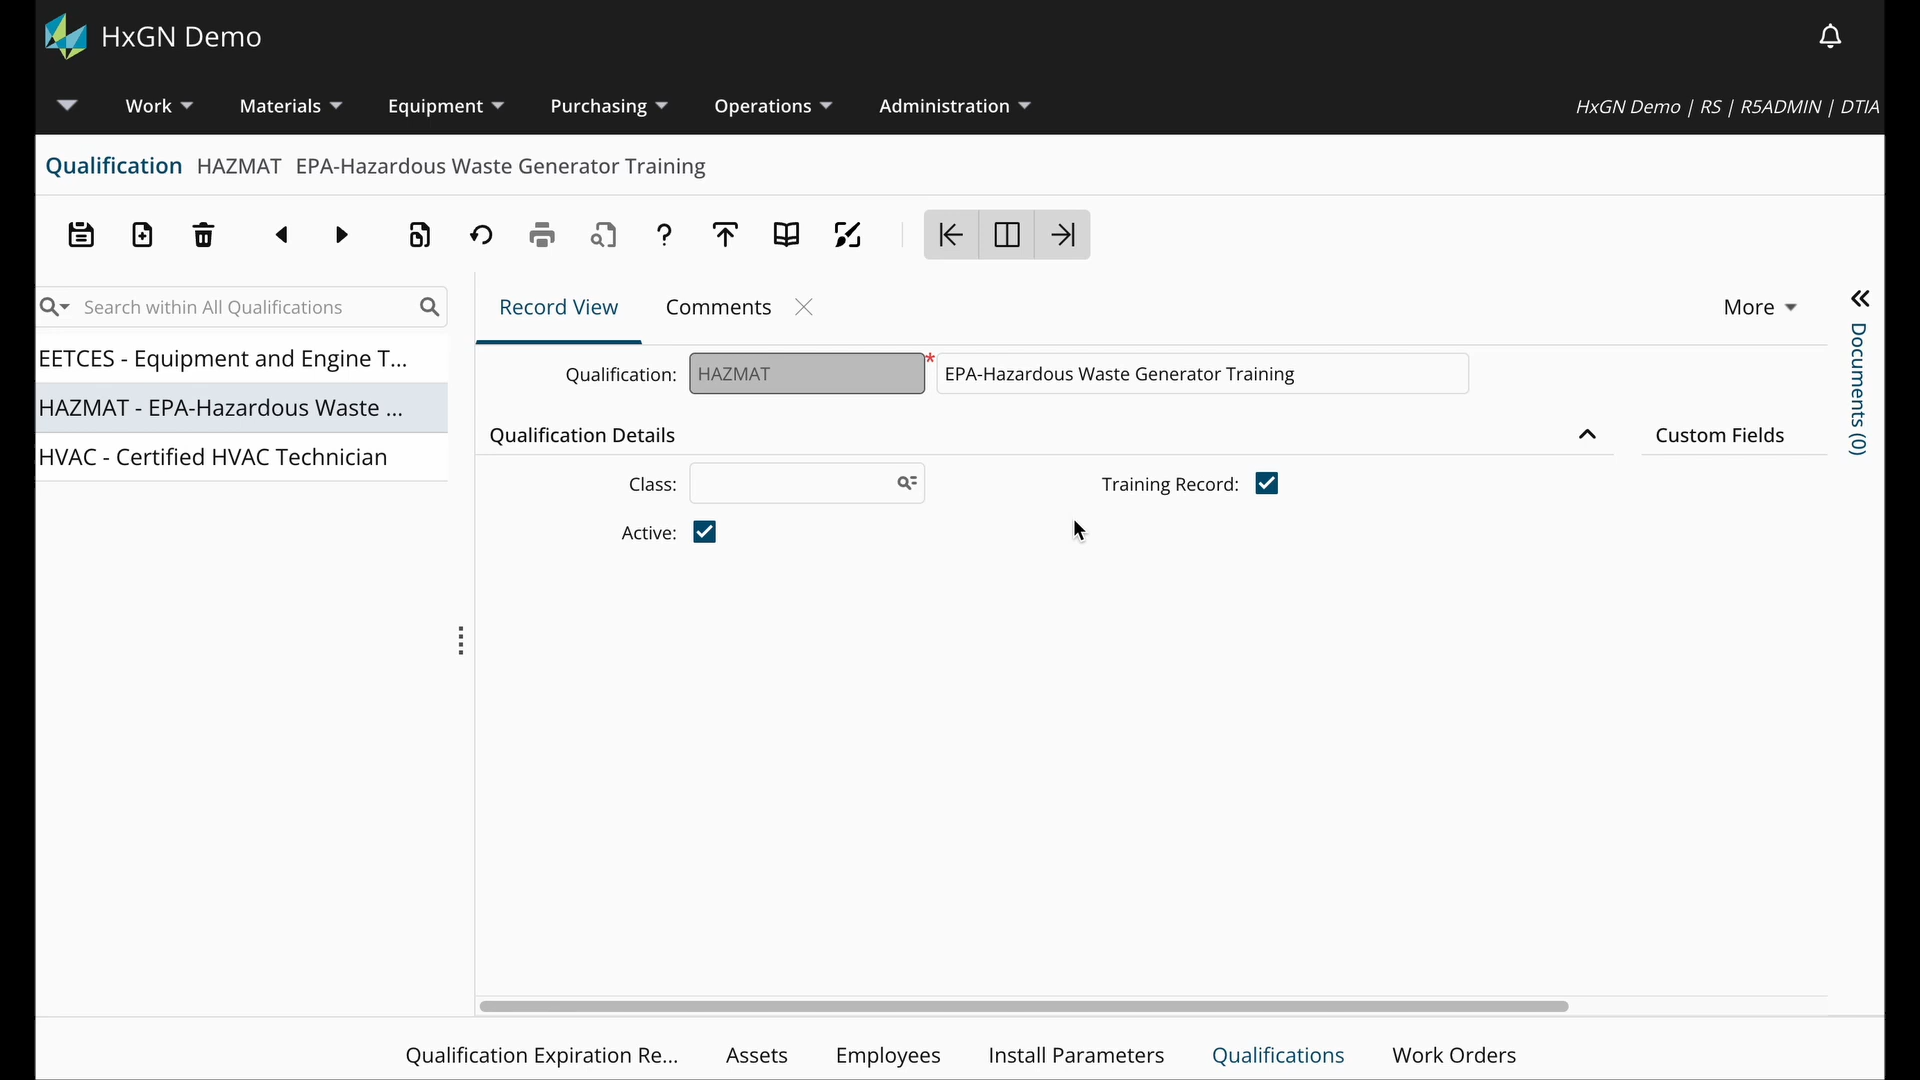 HxGN Demo
Work Materials Equipment Purchasing Operations Administration HxGN Demo | RS | R5ADMIN | DTIA
Qualification HAZMAT EPA-Hazardous Waste Generator Training
Search within All Qualifications
EETCES - Equipment and Engine T...
HAZMAT - EPA-Hazardous Waste ...
HVAC - Certified HVAC Technician
Record View Comments More
Qualification: HAZMAT * EPA-Hazardous Waste Generator Training
Qualification Details Custom Fields
Class: Training Record:
Active:
Documents (0)
Qualification Expiration Re... Assets Employees Install Parameters Qualifications Work Orders